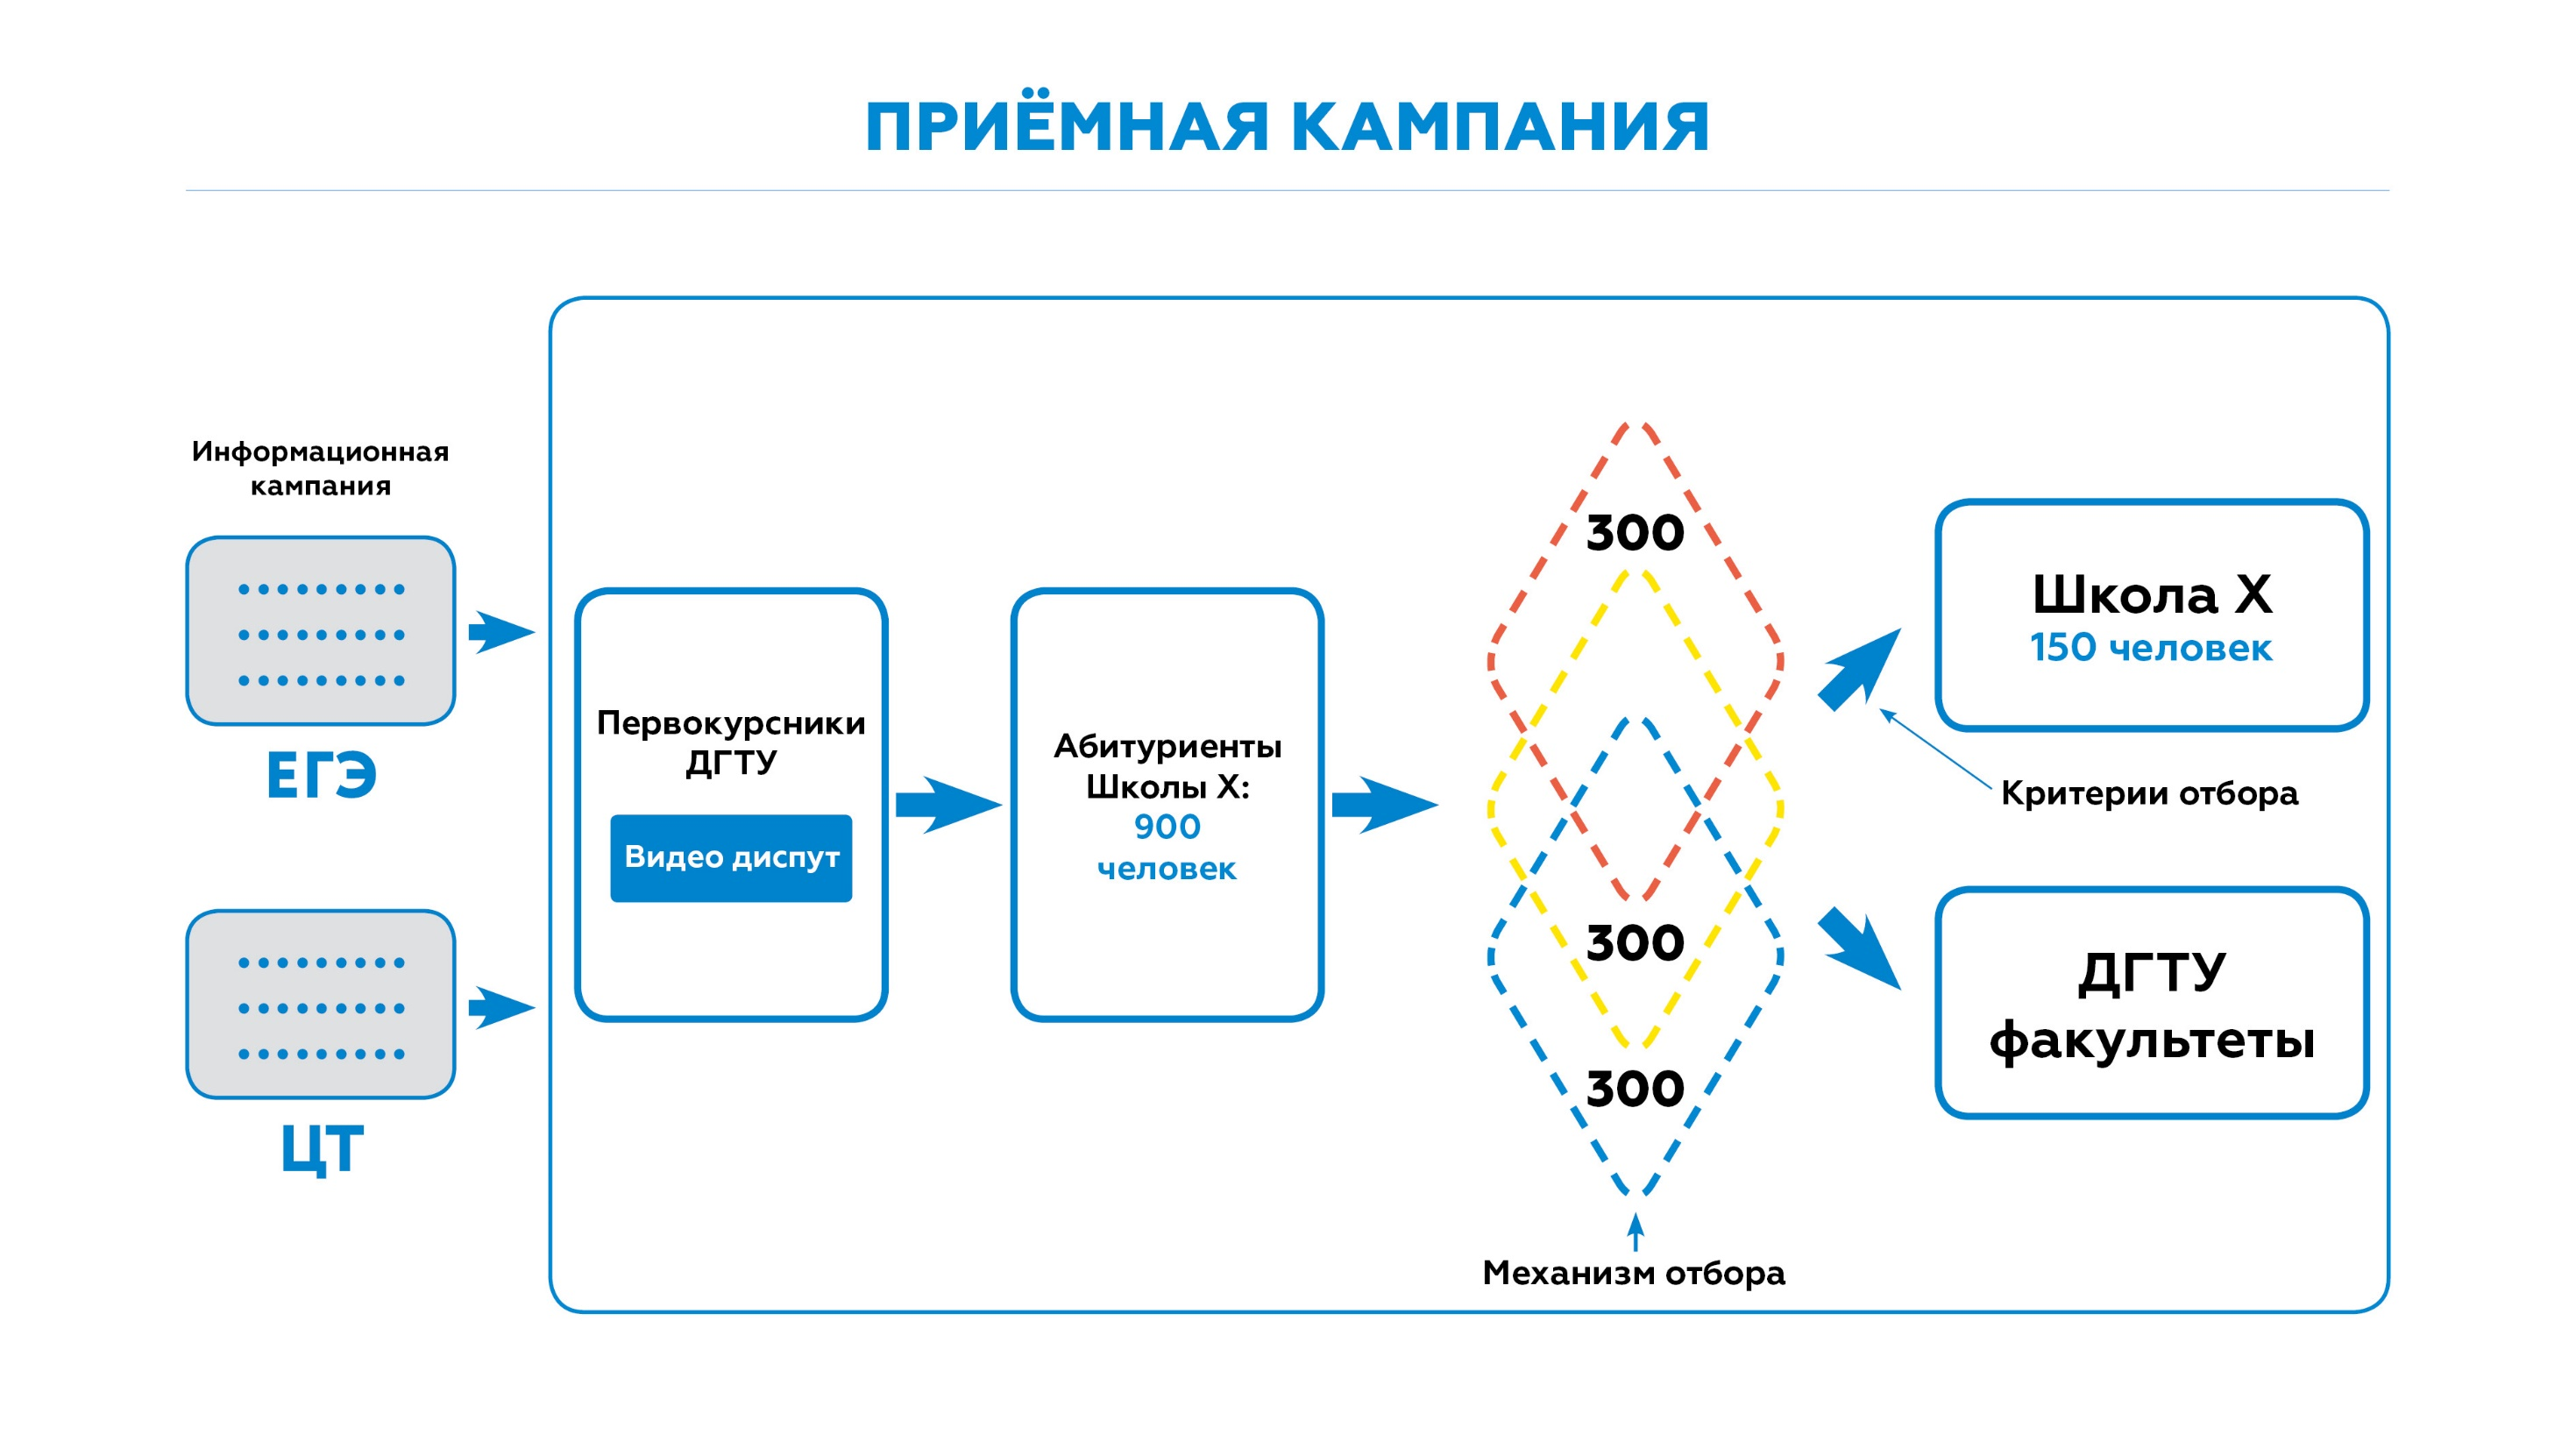 ПРИЁМНАЯ КАМПАНИЯ
Информационная
кампания
ЕГЭ
ЦТ
Первокурсники
ДГТУ
Видео диспут
Абитуриенты
Школы X:
900
человек
300
300
300
Механизм отбора
Школа X
150 человек
Критерии отбора
ДГТУ
факультеты